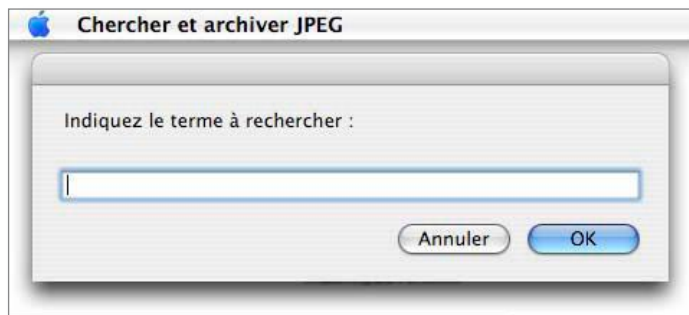 Chercher et archiver JPEG
Indiquez le terme à rechercher :
Annuler
OK